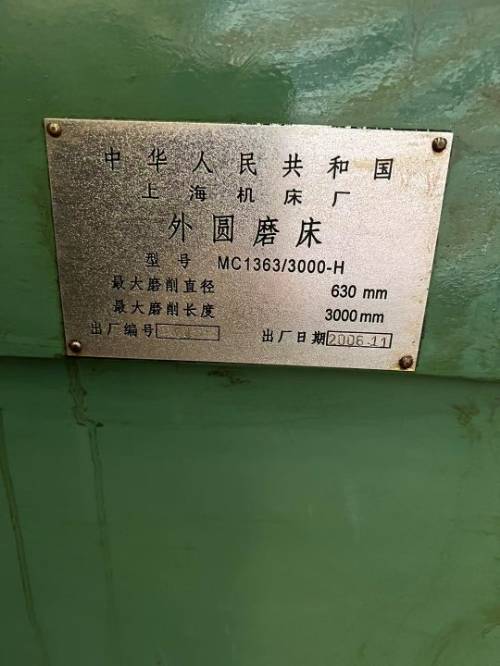 中华人民共和国
上海机床厂
外圆磨床
型号 MC1363/3000-H
最大磨削直径 630 mm
最大磨削长度 3000 mm
出厂编号 出厂日期 2006.11